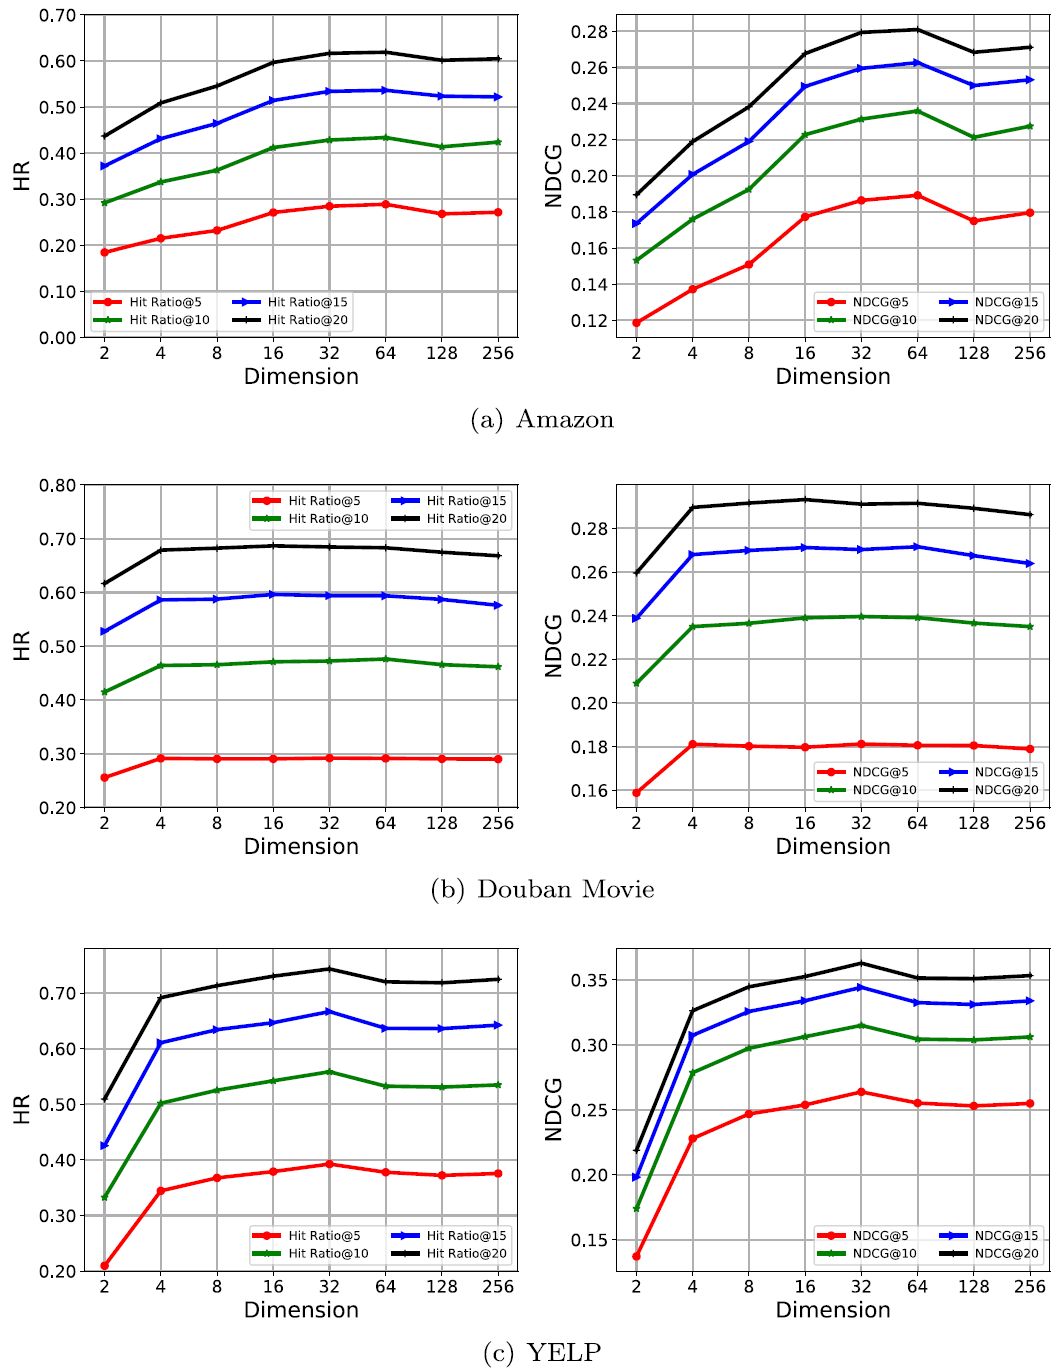 0.70
0.60
0.50
0.40
0.30
0.20
0.10
0.00
HR
Hit Ratio@5
Hit Ratio@10
Hit Ratio@15
Hit Ratio@20
2 4 8 16 32 64 128 256
Dimension
0.28
0.26
0.24
0.22
0.20
0.18
0.16
0.14
0.12
NDCG
NDCG@5
NDCG@10
NDCG@15
NDCG@20
2 4 8 16 32 64 128 256
Dimension
(a) Amazon
0.80
0.70
0.60
0.50
0.40
0.30
0.20
HR
Hit Ratio@5
Hit Ratio@10
Hit Ratio@15
Hit Ratio@20
2 4 8 16 32 64 128 256
Dimension
0.28
0.26
0.24
0.22
0.20
0.18
0.16
NDCG
NDCG@5
NDCG@10
NDCG@15
NDCG@20
2 4 8 16 32 64 128 256
Dimension
(b) Douban Movie
0.70
0.60
0.50
0.40
0.30
0.20
HR
Hit Ratio@5
Hit Ratio@10
Hit Ratio@15
Hit Ratio@20
2 4 8 16 32 64 128 256
Dimension
0.35
0.30
0.25
0.20
0.15
NDCG
NDCG@5
NDCG@10
NDCG@15
NDCG@20
2 4 8 16 32 64 128 256
Dimension
(c) YELP